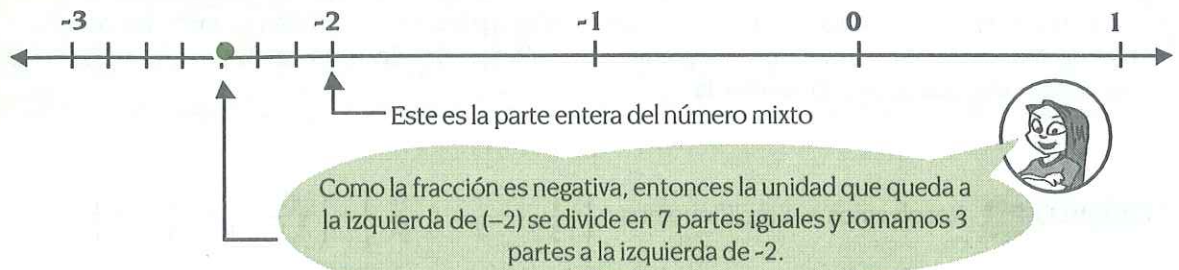 -3 -2 -1 0 1
Este es la parte entera del número mixto
Como la fracción es negativa, entonces la unidad que queda a
la izquierda de (–2) se divide en 7 partes iguales y tomamos 3
partes a la izquierda de -2.